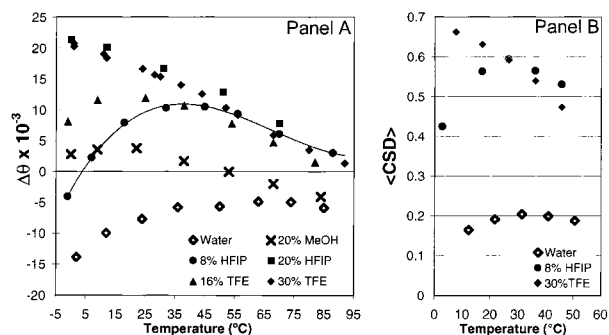 Panel A
25
20
15
10
5
0
-5
-10
-15
-20
Δθ x 10⁻³
-5 5 15 25 35 45 55 65 75 85 95
Temperature (°C)
Water
20% MeOH
8% HFIP
20% HFIP
16% TFE
30% TFE
Panel B
0.7
0.6
0.5
0.4
0.3
0.2
0.1
0
<CSD>
0 10 20 30 40 50 60
Temperature (°C)
Water
8% HFIP
30%TFE